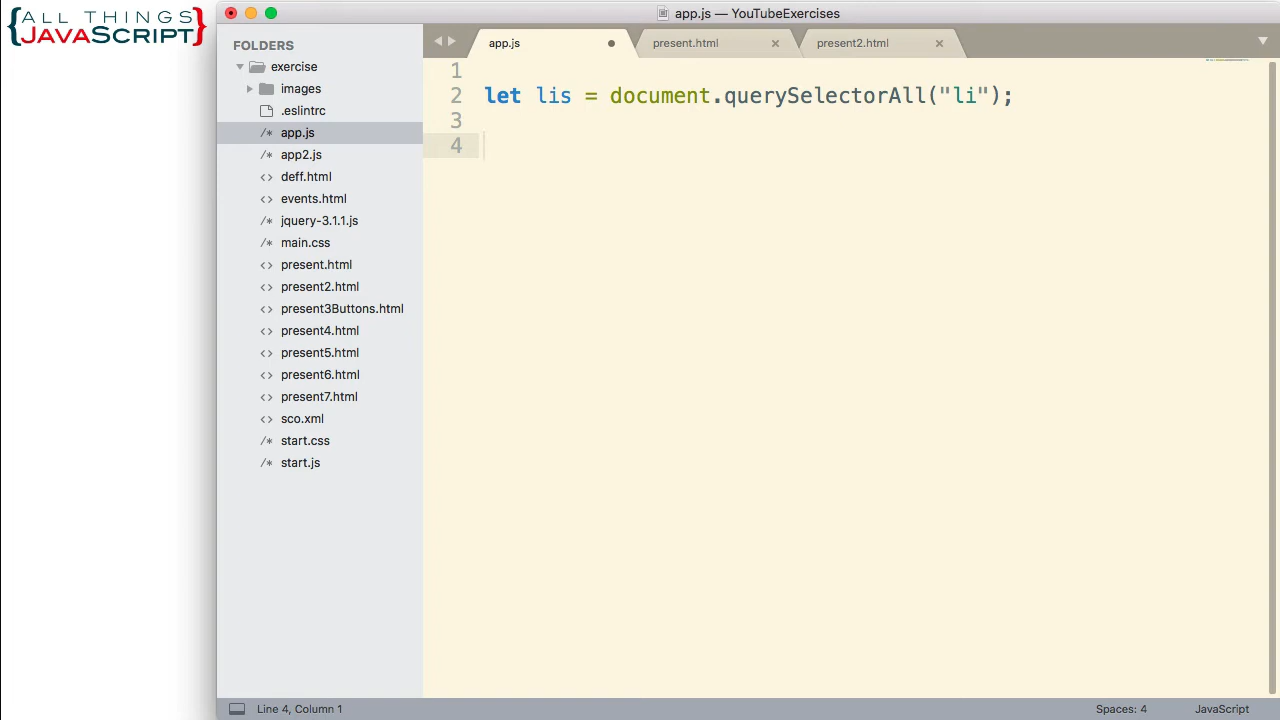 {ALL THINGS
JAVASCRIPT}
app.js — YouTubeExercises
FOLDERS
exercise
images
.eslintrc
/* app.js
/* app2.js
<> deff.html
<> events.html
/* jquery-3.1.1.js
/* main.css
<> present.html
<> present2.html
<> present3Buttons.html
<> present4.html
<> present5.html
<> present6.html
<> present7.html
<> sco.xml
/* start.css
/* start.js
app.js present.html present2.html
1
2 let lis = document.querySelectorAll("li");
3
4
Line 4, Column 1 Spaces: 4 JavaScript